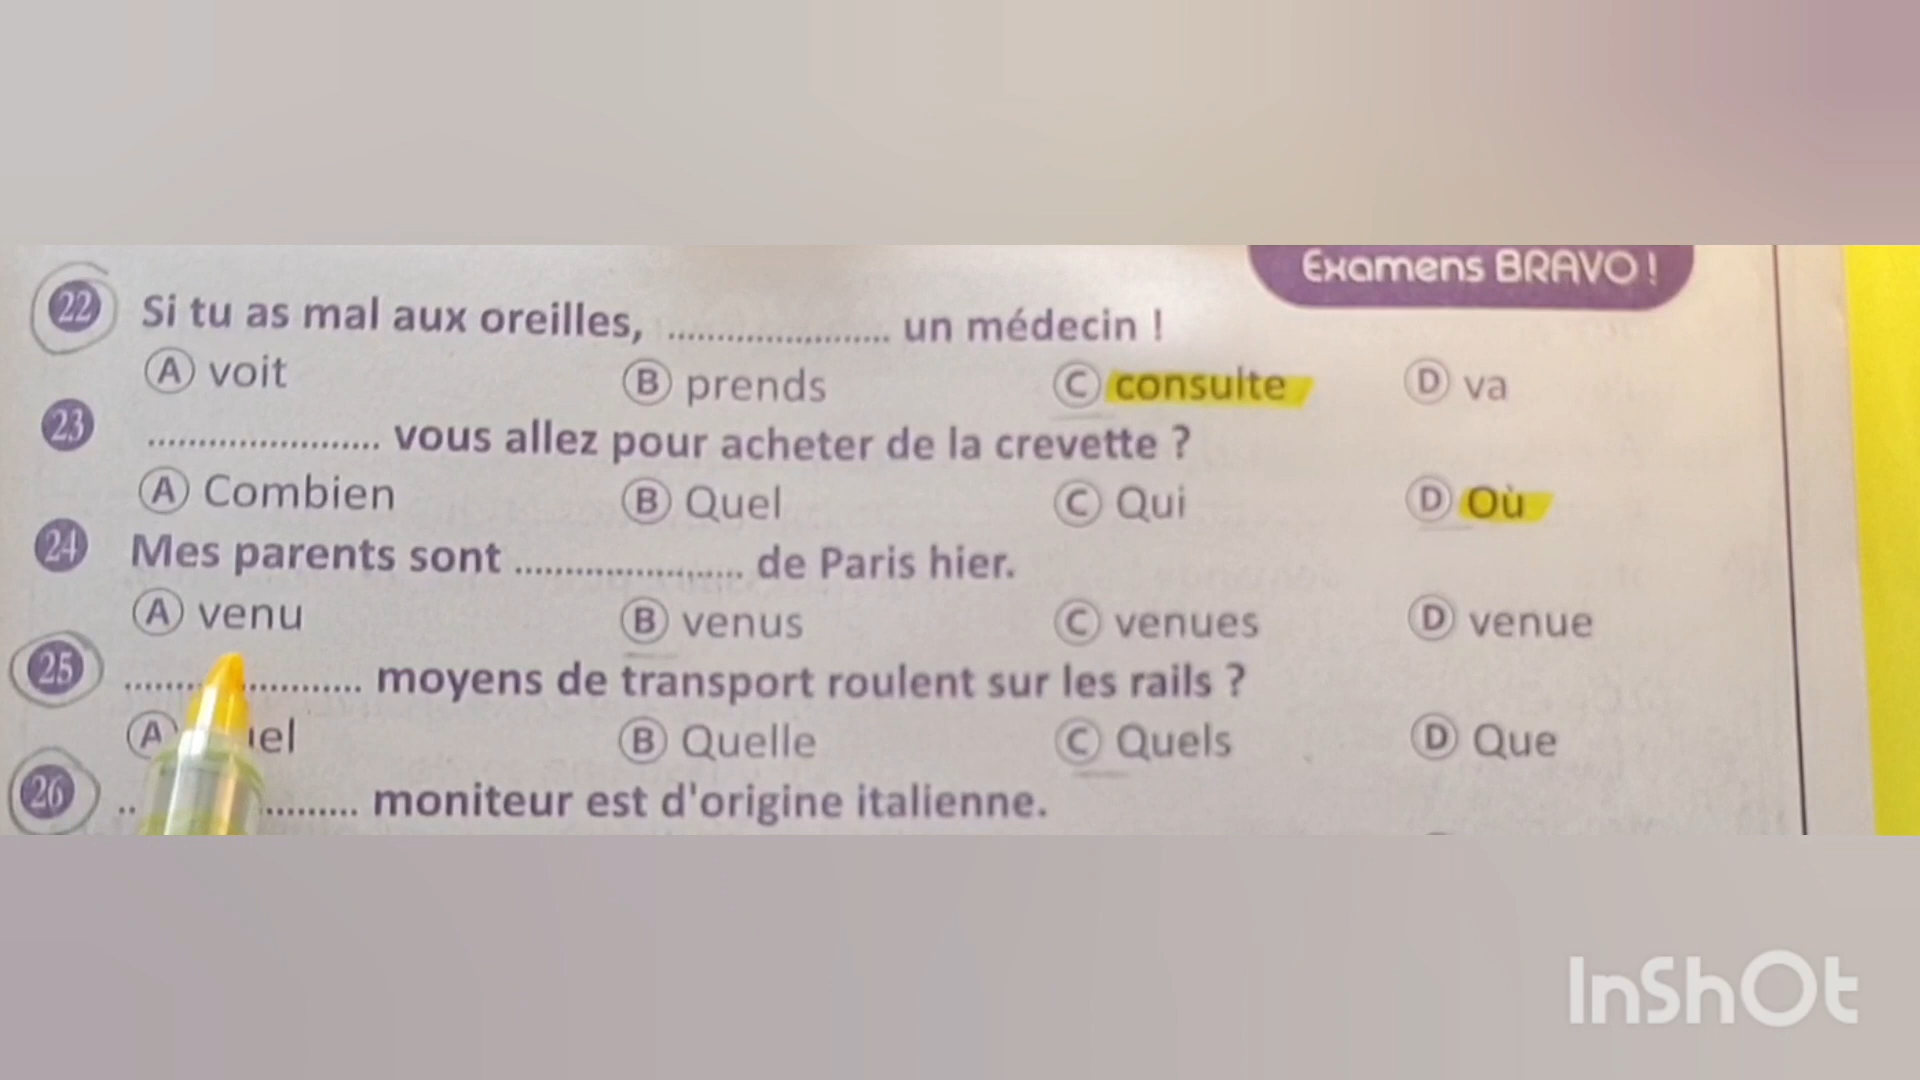 Examens BRAVO !
22 Si tu as mal aux oreilles, ...................... un médecin !
A voit B prends C consulte D va
23 ...................... vous allez pour acheter de la crevette ?
A Combien B Quel C Qui D Où
24 Mes parents sont ...................... de Paris hier.
A venu B venus C venues D venue
25 ...................... moyens de transport roulent sur les rails ?
A B Quelle C Quels D Que
26 ...................... moniteur est d'origine italienne.
InShOt